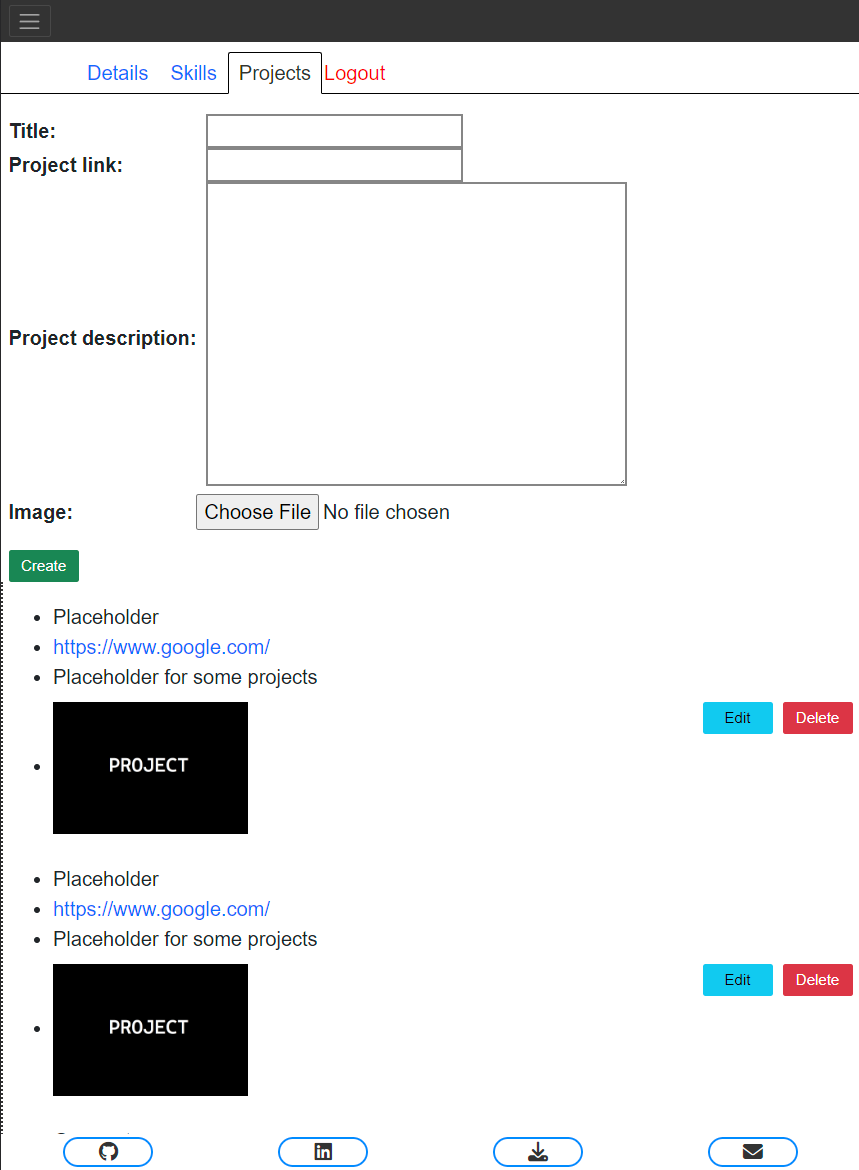 Details Skills Projects Logout
Title:
Project link:
Project description:
Image: Choose File No file chosen
Create
Placeholder
https://www.google.com/
Placeholder for some projects
PROJECT
Edit Delete
Placeholder
https://www.google.com/
Placeholder for some projects
PROJECT
Edit Delete